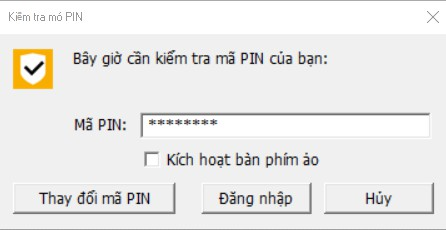 Kiểm tra mó PIN
Bây giờ cần kiểm tra mã PIN của bạn:
Mã PIN: ********
Kích hoạt bàn phím ảo
Thay đổi mã PIN Đăng nhập Hủy